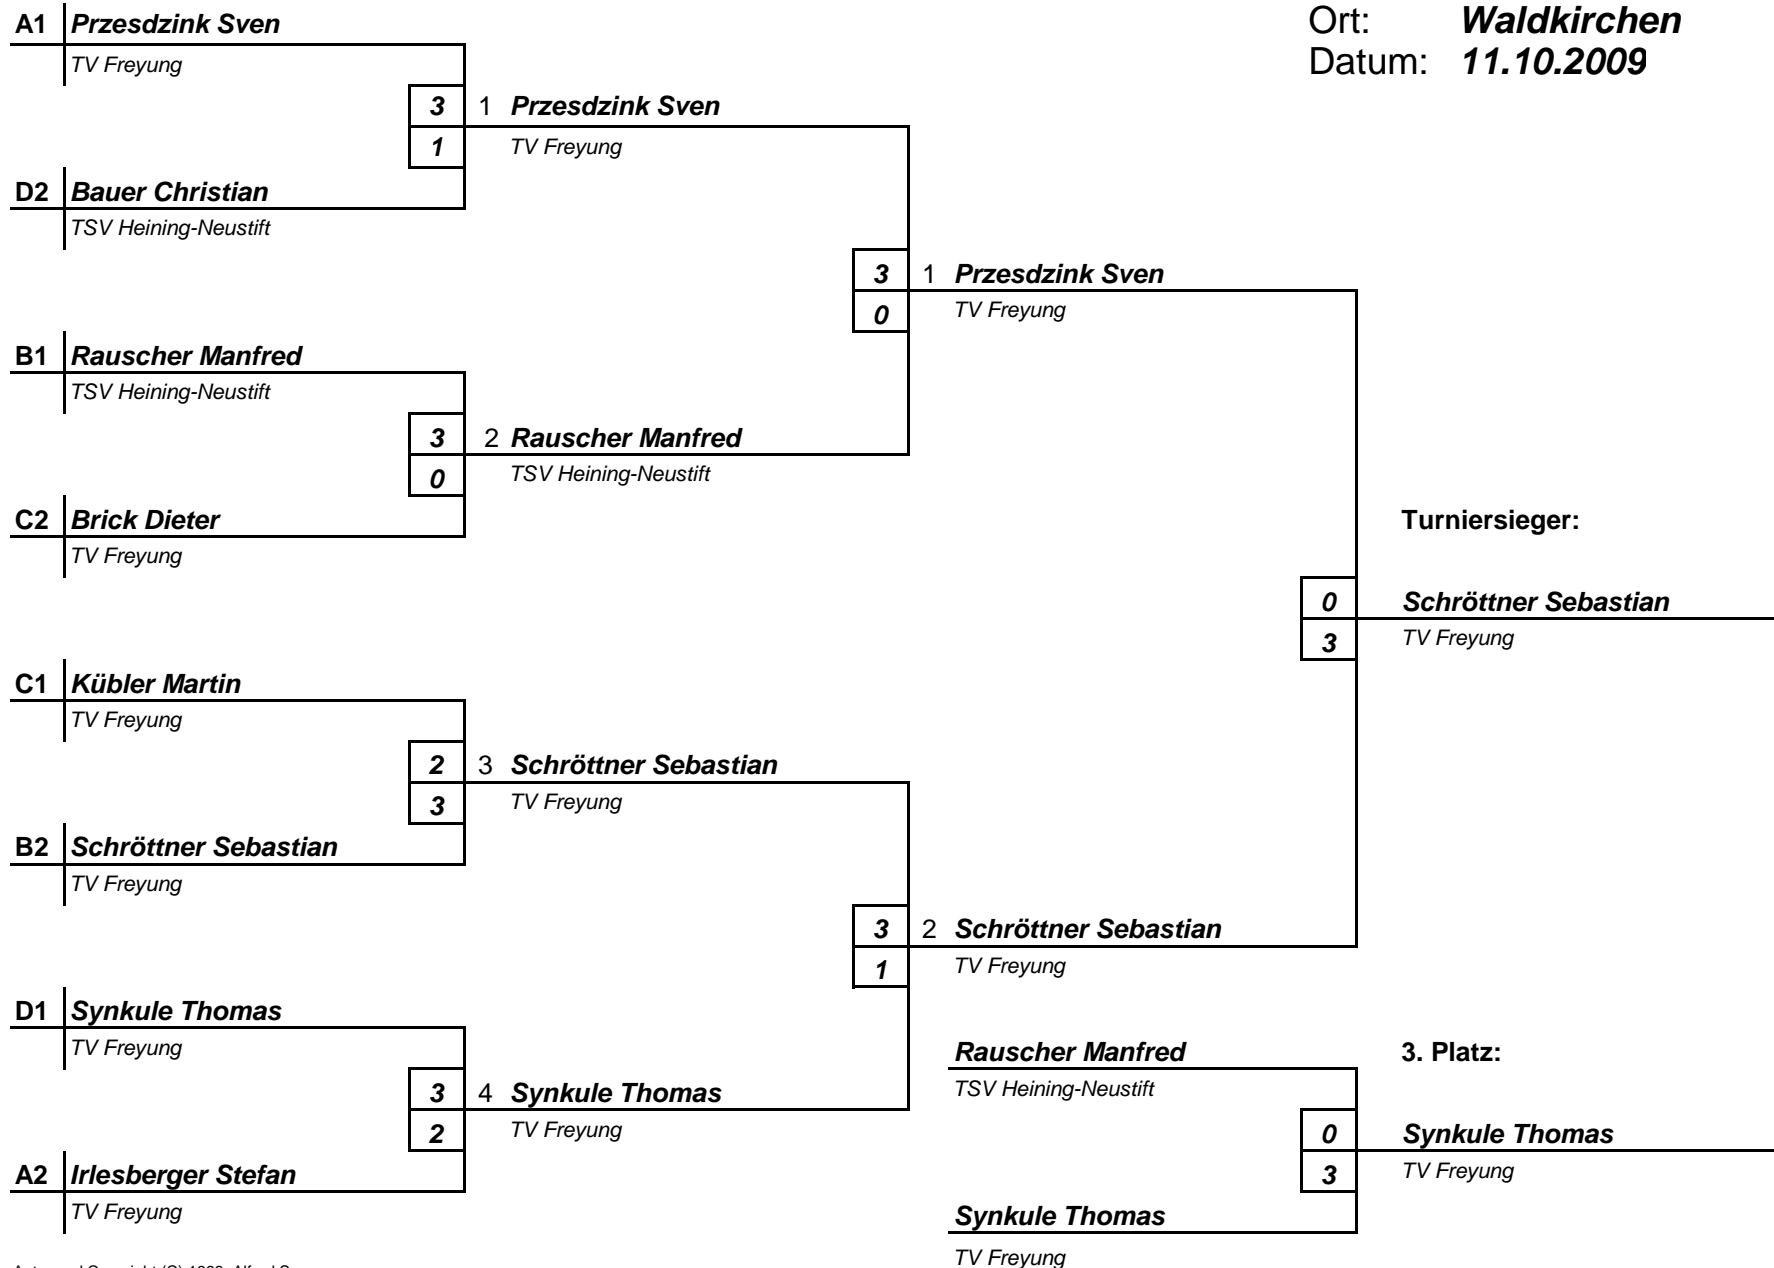 A1 Przesdzink Sven
TV Freyung
Ort: Waldkirchen
Datum: 11.10.2009
3 1 Przesdzink Sven
1 TV Freyung
D2 Bauer Christian
TSV Heining-Neustift
3 1 Przesdzink Sven
0 TV Freyung
B1 Rauscher Manfred
TSV Heining-Neustift
3 2 Rauscher Manfred
0 TSV Heining-Neustift
C2 Brick Dieter
TV Freyung
Turniersieger:
0 Schröttner Sebastian
3 TV Freyung
C1 Kübler Martin
TV Freyung
2 3 Schröttner Sebastian
3 TV Freyung
B2 Schröttner Sebastian
TV Freyung
3 2 Schröttner Sebastian
1 TV Freyung
D1 Synkule Thomas
TV Freyung
Rauscher Manfred 3. Platz:
TSV Heining-Neustift
3 4 Synkule Thomas
2 TV Freyung
0 Synkule Thomas
3 TV Freyung
A2 Irlesberger Stefan
TV Freyung
Synkule Thomas
TV Freyung